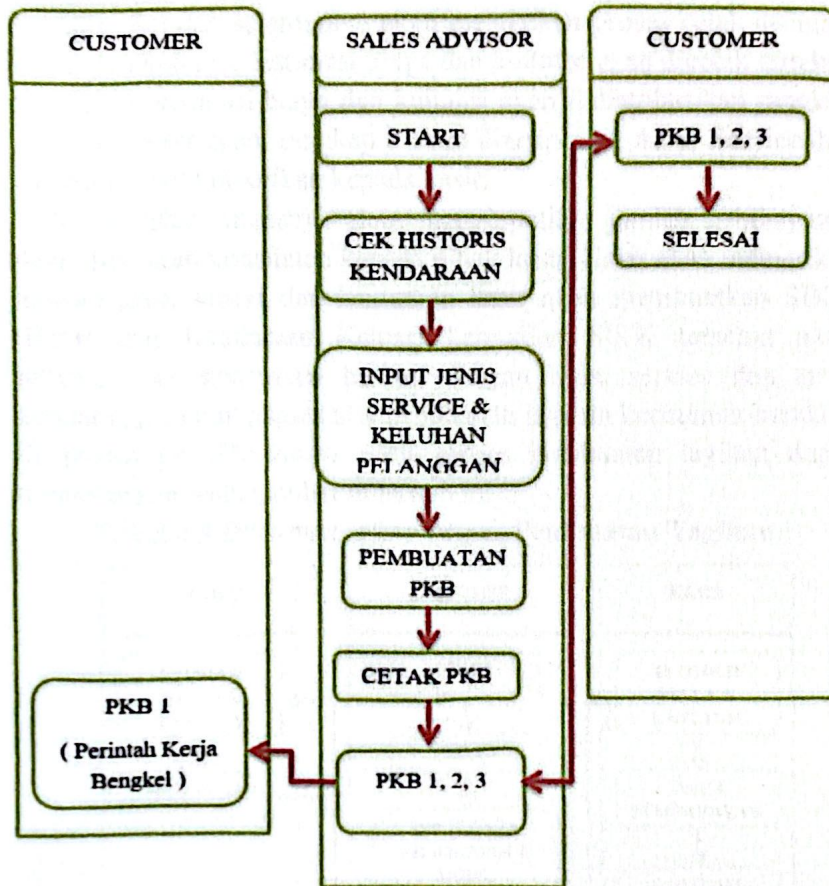 CUSTOMER
SALES ADVISOR
CUSTOMER
START
CEK HISTORIS
KENDARAAN
INPUT JENIS
SERVICE &
KELUHAN
PELANGGAN
PEMBUATAN
PKB
CETAK PKB
PKB 1, 2, 3
PKB 1
( Perintah Kerja
Bengkel )
PKB 1, 2, 3
SELESAI